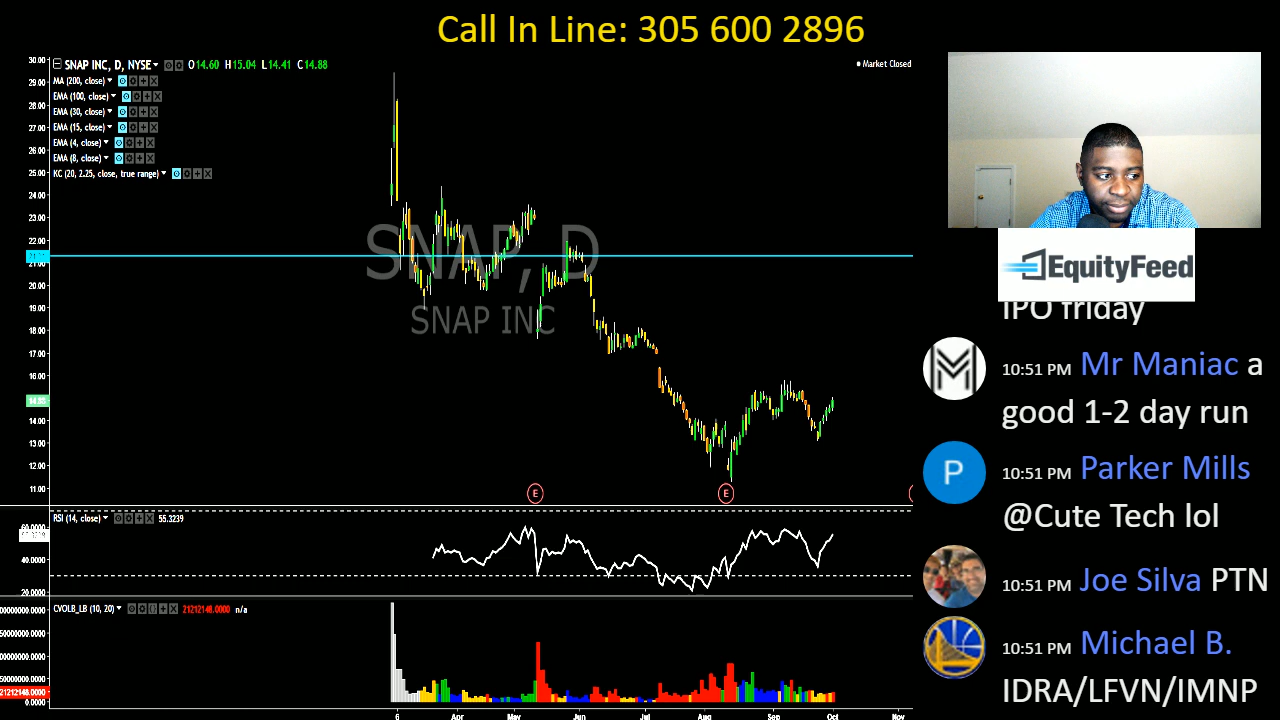 Call In Line: 305 600 2896
SNAP INC, D, NYSE O14.60 H15.04 L14.41 C14.88
Market Closed
MA (200, close)
EMA (100, close)
EMA (30, close)
EMA (15, close)
EMA (4, close)
EMA (8, close)
KC (20, 2.25, close, true range)
30.00
29.00
28.00
27.00
26.00
25.00
24.00
23.00
22.00
21.00
20.00
19.00
18.00
17.00
16.00
14.88
14.00
13.00
12.00
11.00
SNAP, D
SNAP INC
E
E
RSI (14, close) 55.3239
60.0000
40.0000
20.0000
CVOLB_LB (10, 20) 21212148.0000 n/a
21212148.0000
0.0000
6 Apr May Jun Jul Aug Sep Oct Nov
EquityFeed
IPO friday
10:51 PM Mr Maniac a
good 1-2 day run
P
10:51 PM Parker Mills
@Cute Tech lol
10:51 PM Joe Silva PTN
10:51 PM Michael B.
IDRA/LFVN/IMNP